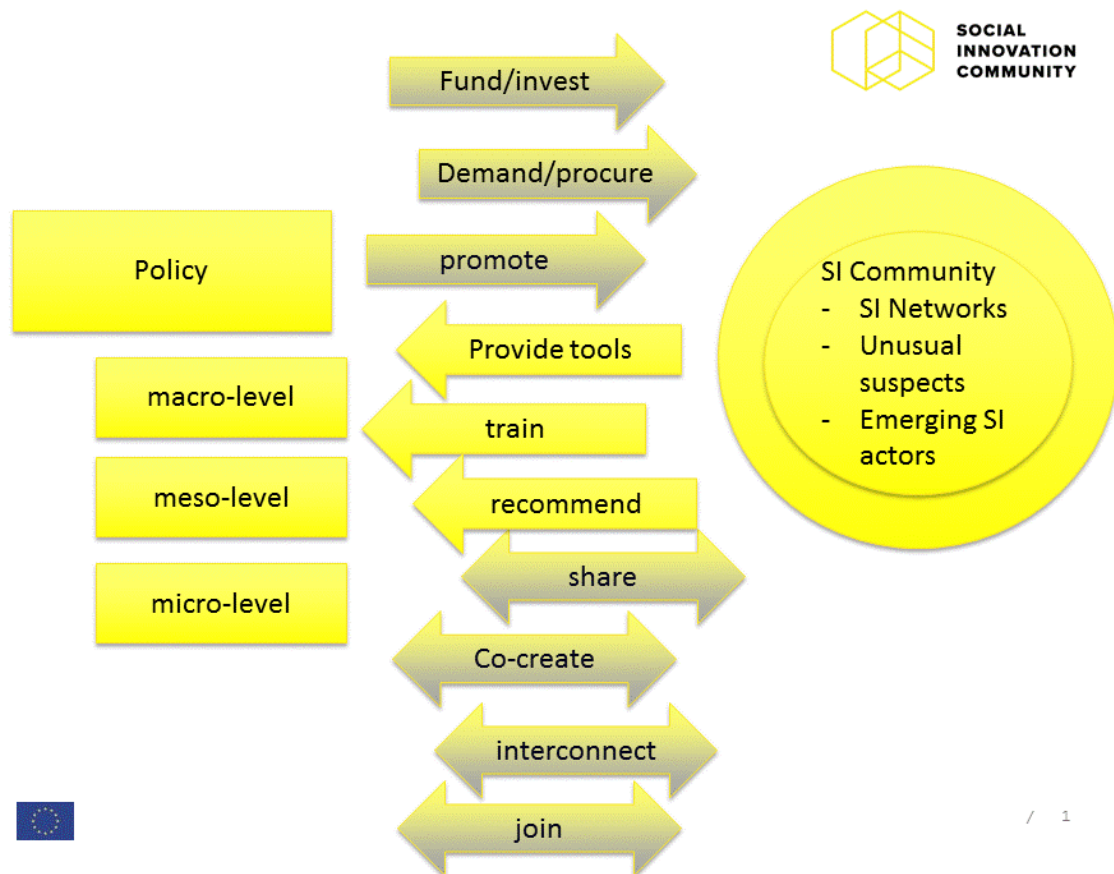 SOCIAL
INNOVATION
COMMUNITY
Fund/invest
Demand/procure
Policy
promote
SI Community
- SI Networks
- Unusual
suspects
- Emerging SI
actors
Provide tools
macro-level
train
meso-level
recommend
share
micro-level
Co-create
interconnect
join
/ 1